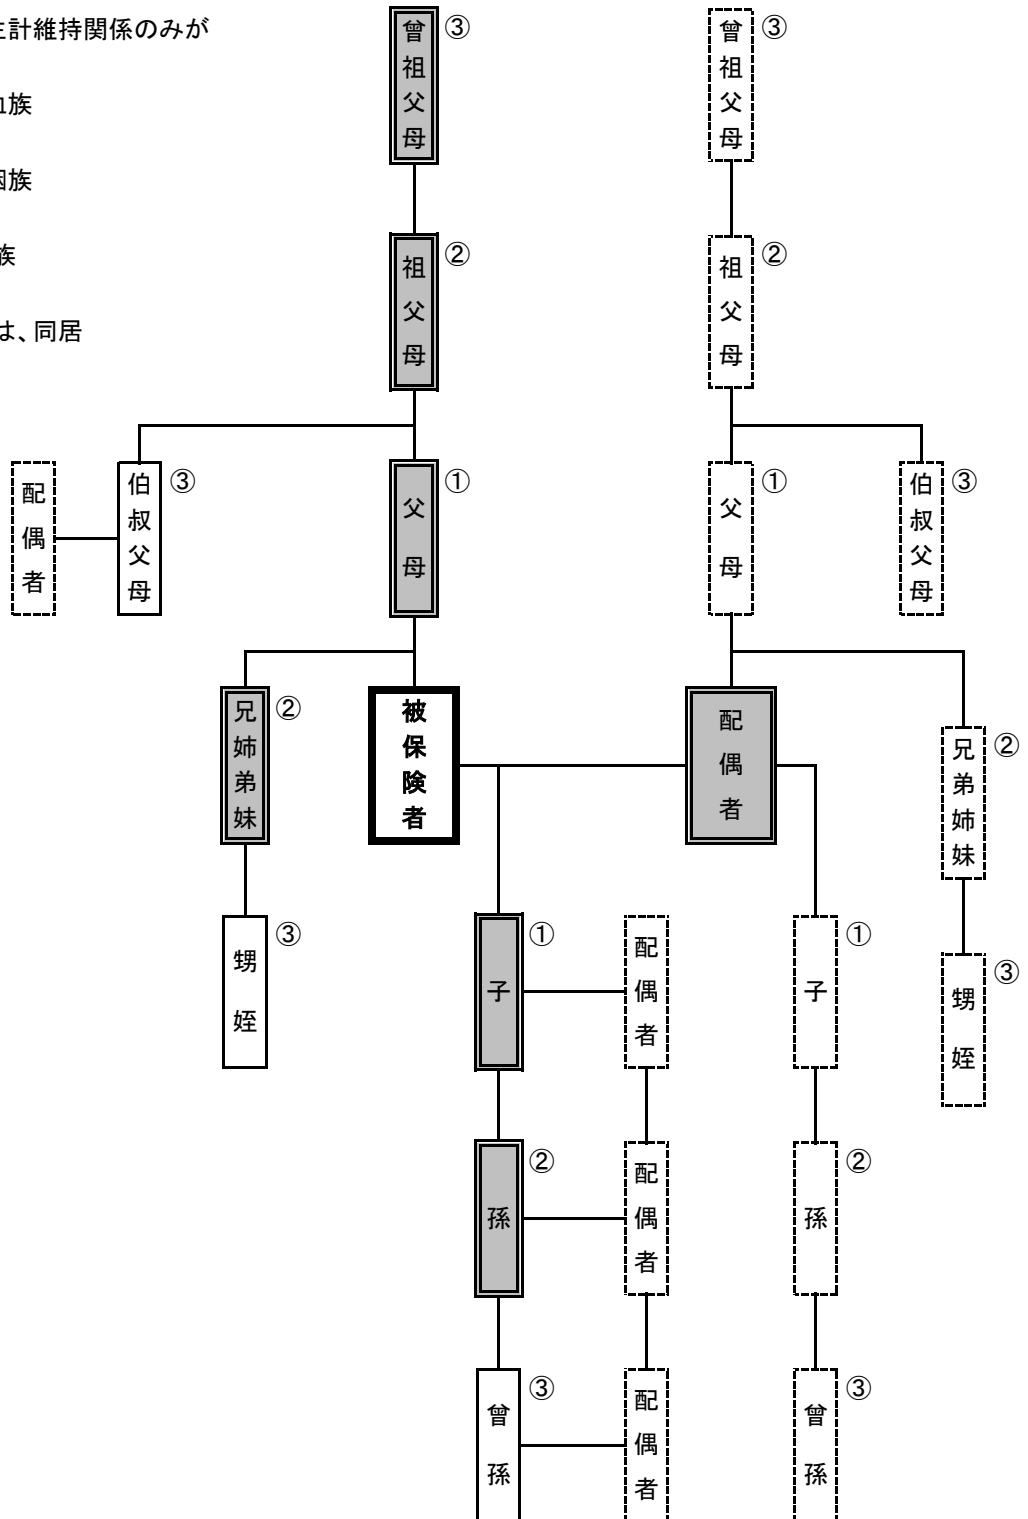 生計維持関係のみが
血族
姻族
族
は、同居
曾祖父母
③
曾祖父母
③
祖父母
②
祖父母
②
配偶者
伯叔父母
③
父母
①
父母
①
伯叔父母
③
兄姉弟妹
②
被保険者
配偶者
兄弟姉妹
②
甥姪
③
子
①
配偶者
子
①
甥姪
③
孫
②
配偶者
孫
②
曾孫
③
配偶者
曾孫
③